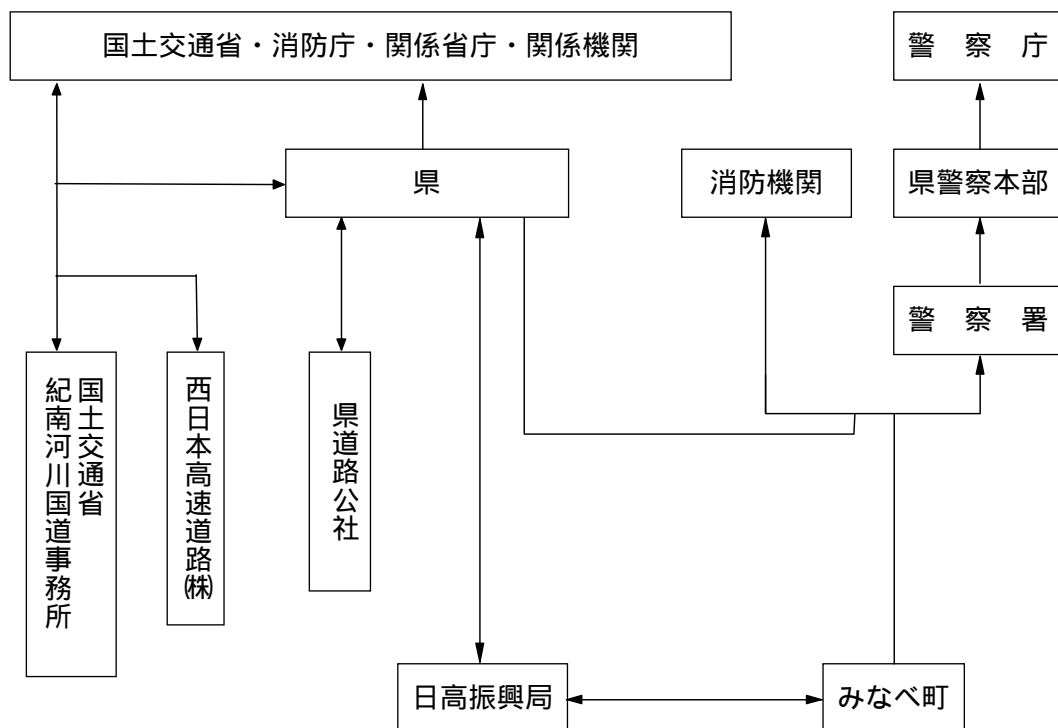 国土交通省・消防庁・関係省庁・関係機関
警　察　庁
県
消防機関
県警察本部
警　察　署
国土交通省
紀南河川国道事務所
西日本高速道路㈱
県道路公社
日高振興局
みなべ町